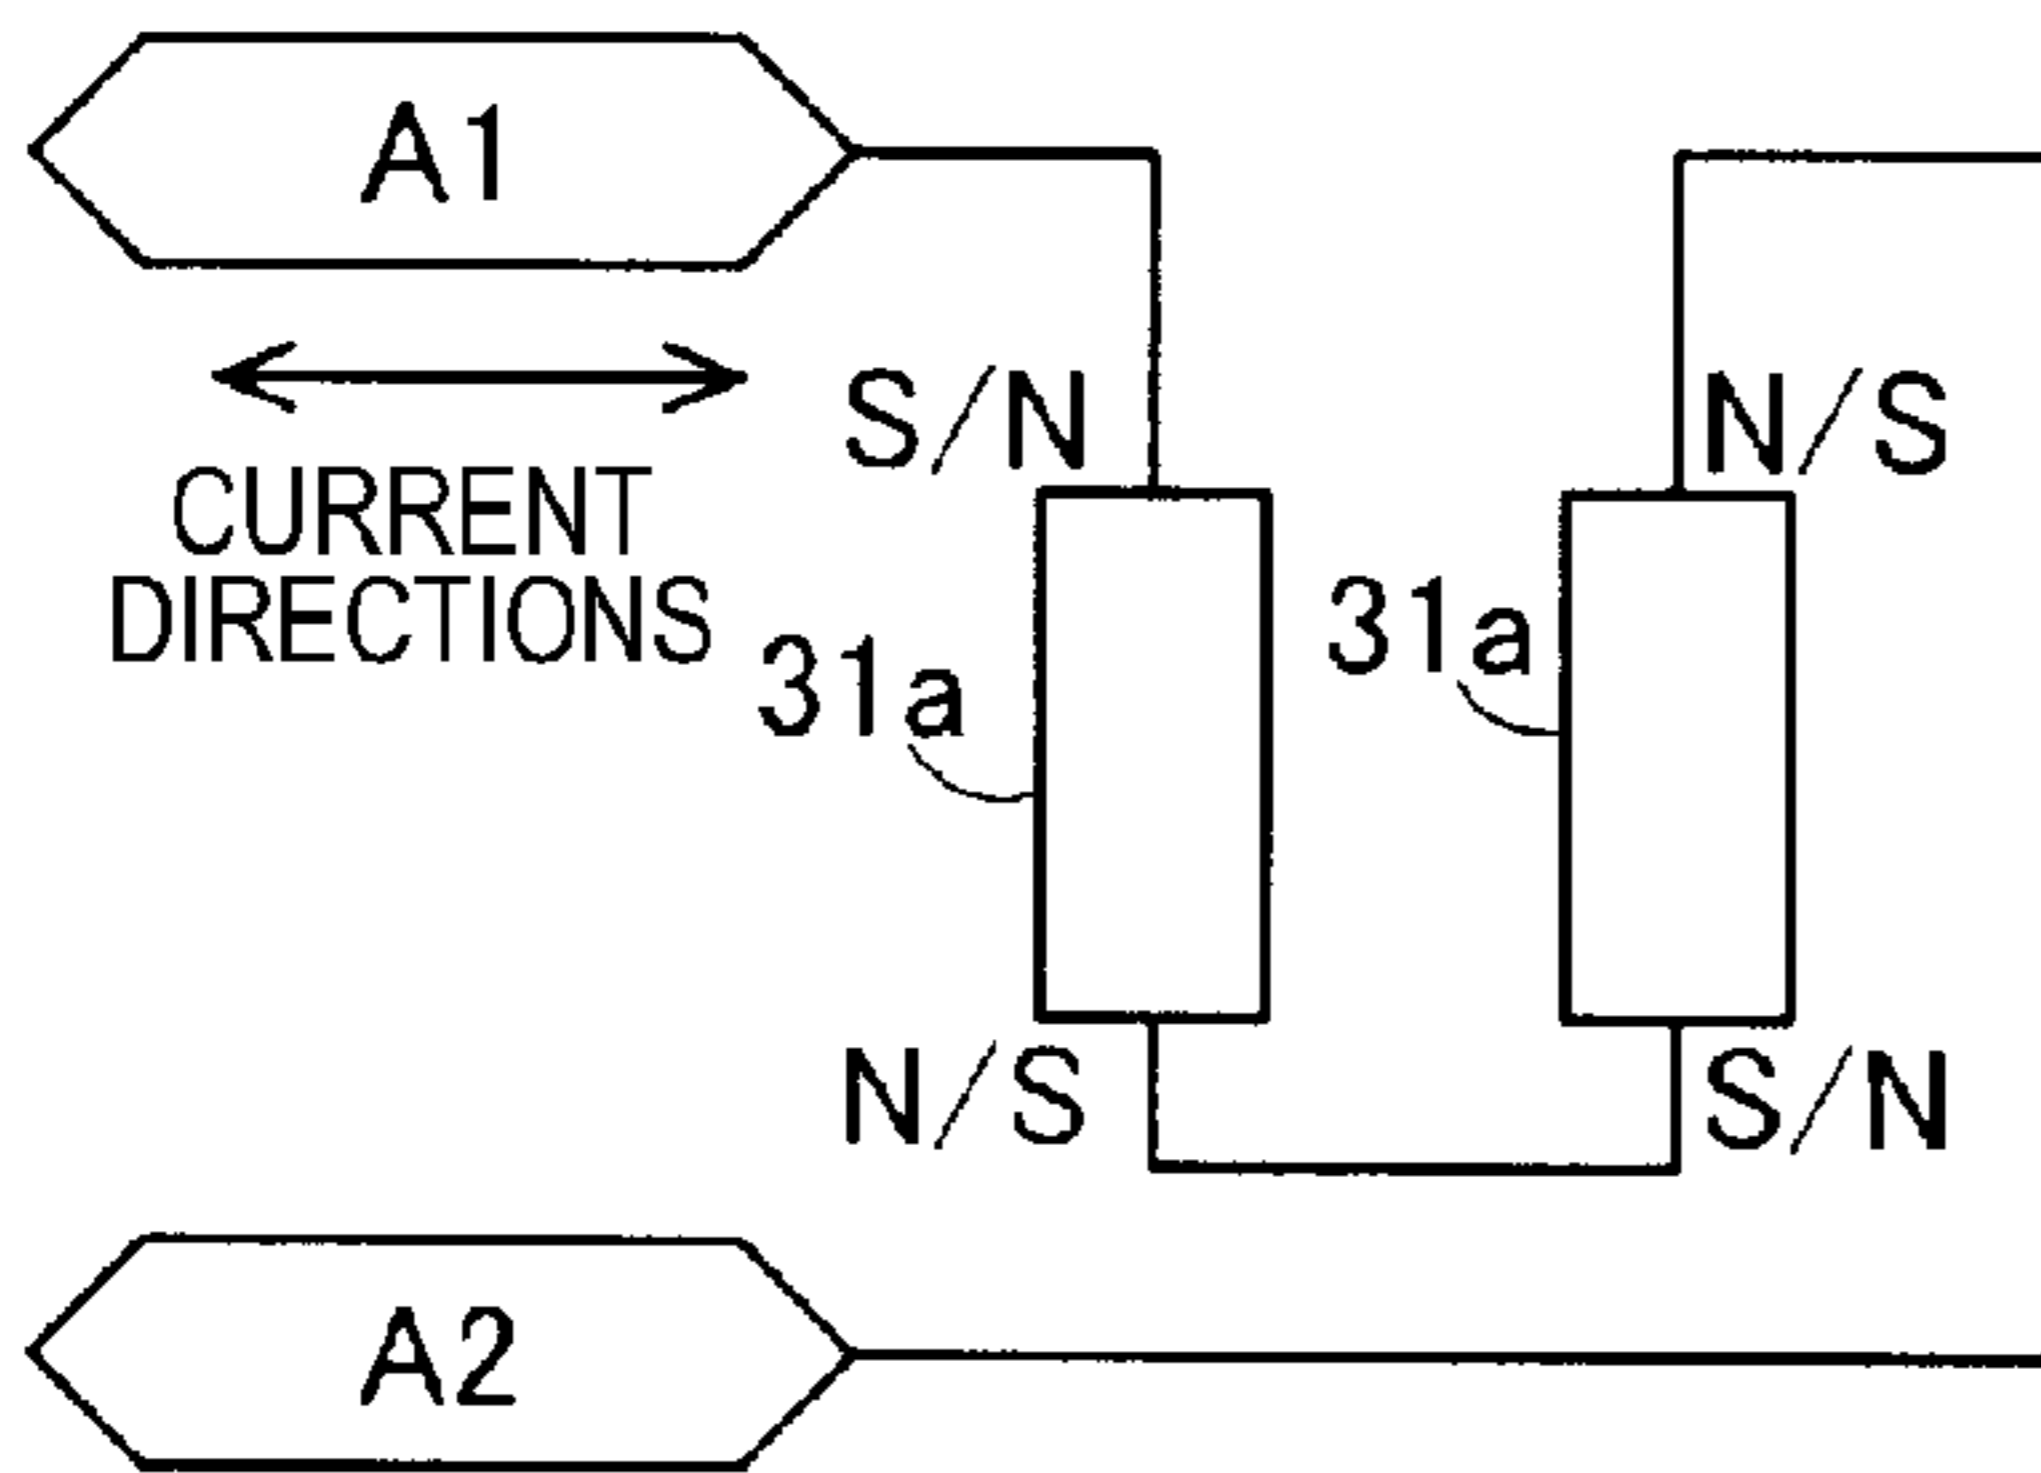 A1
CURRENT
DIRECTIONS
S/N
N/S
31a
31a
N/S
S/N
A2